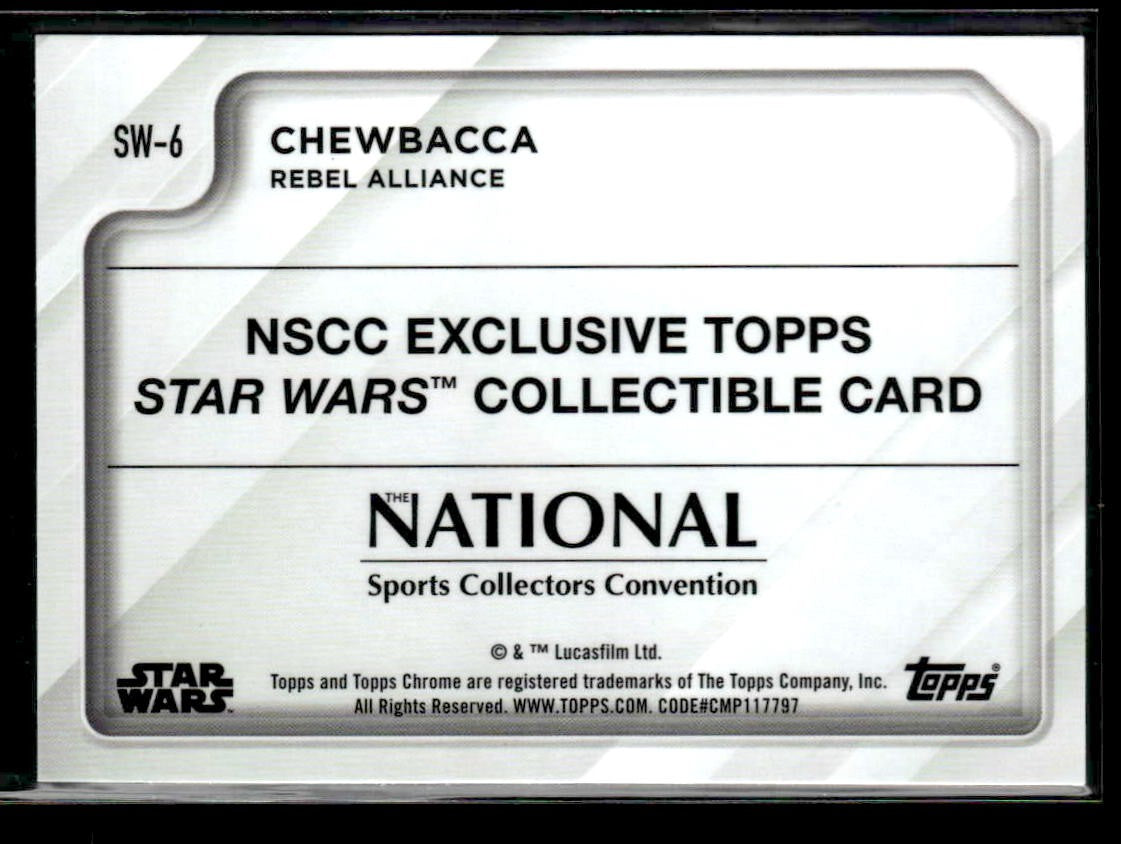 SW-6
CHEWBACCA
REBEL ALLIANCE
NSCC EXCLUSIVE TOPPS
STAR WARS™ COLLECTIBLE CARD
THE NATIONAL
Sports Collectors Convention
© & ™ Lucasfilm Ltd.
STAR WARS™
Topps and Topps Chrome are registered trademarks of The Topps Company, Inc.
All Rights Reserved. WWW.TOPPS.COM. CODE#CMP117797
topps®